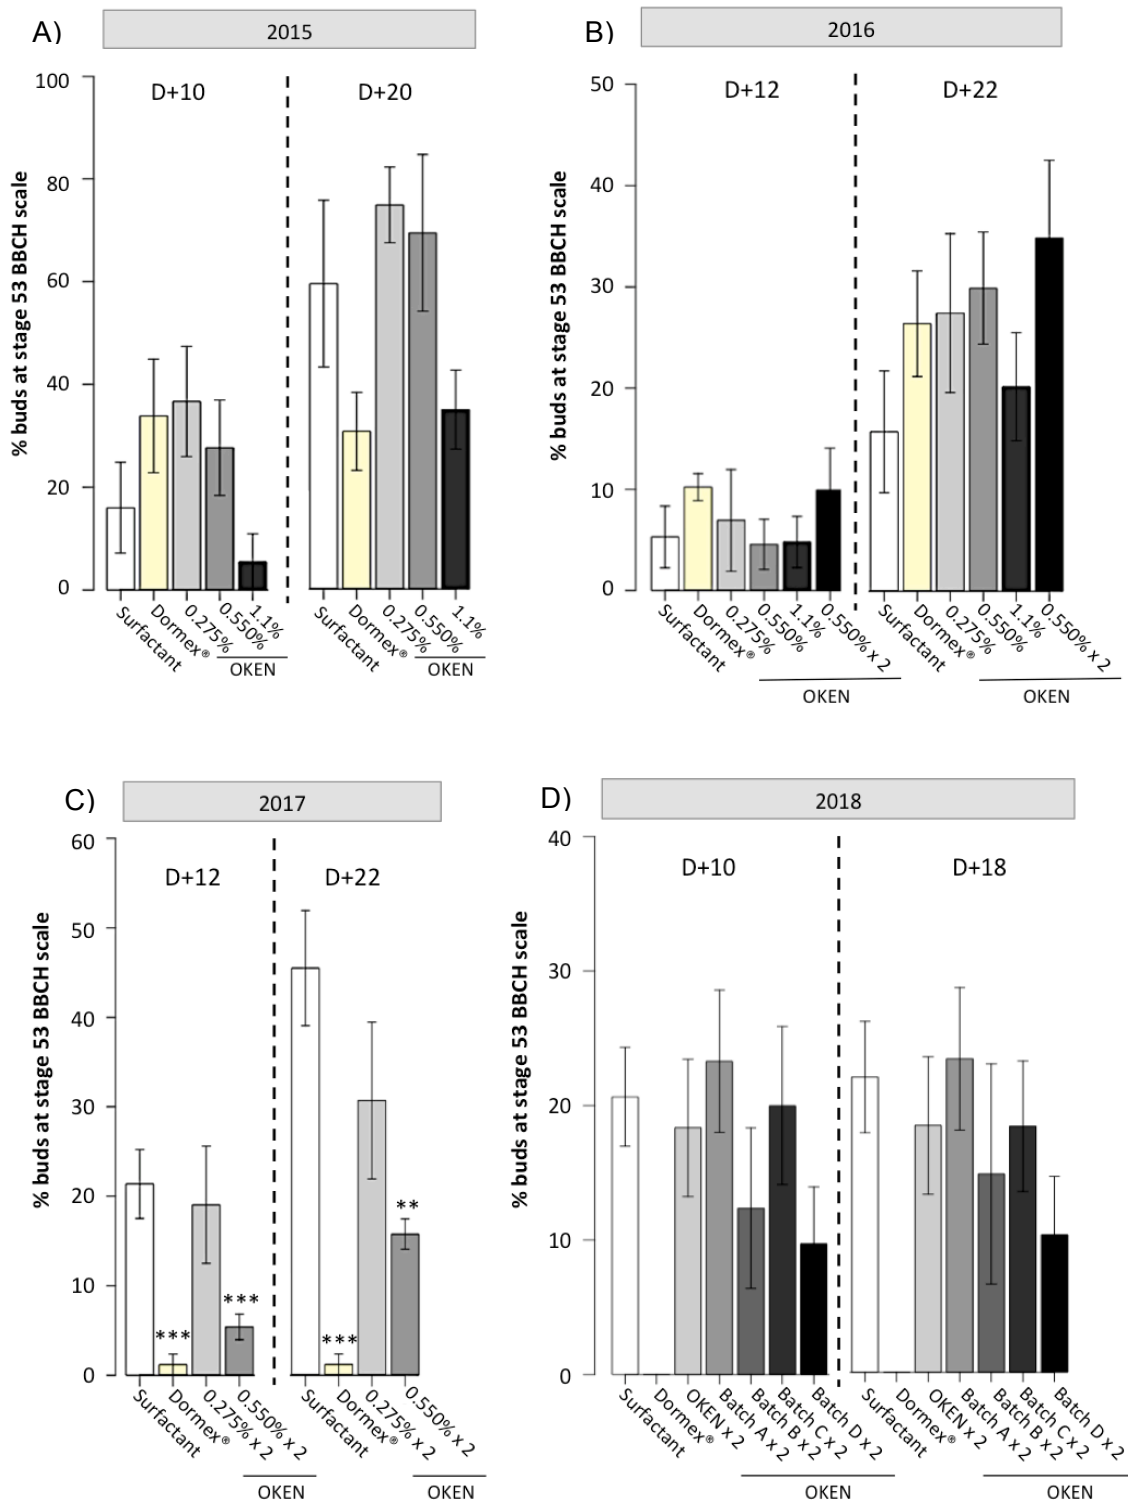 A)
2015
D+10
D+20
100
80
60
40
20
0
% buds at stage 53 BBCH scale
Surfactant
Dormex®
0.275%
0.550%
1.1%
OKEN
Surfactant
Dormex®
0.275%
0.550%
1.1%
OKEN
B)
2016
D+12
D+22
50
40
30
20
10
0
% buds at stage 53 BBCH scale
Surfactant
Dormex®
0.275%
0.550%
1.1%
0.550% x 2
OKEN
Surfactant
Dormex®
0.275%
0.550%
1.1%
0.550% x 2
OKEN
C)
2017
D+12
D+22
60
50
40
30
20
10
0
% buds at stage 53 BBCH scale
***
***
***
**
Surfactant
Dormex®
0.275% x 2
0.550% x 2
OKEN
Surfactant
Dormex®
0.275% x 2
0.550% x 2
OKEN
D)
2018
D+10
D+18
40
30
20
10
0
% buds at stage 53 BBCH scale
Surfactant
Dormex®
OKEN x 2
Batch A x 2
Batch B x 2
Batch C x 2
Batch D x 2
OKEN
Surfactant
Dormex®
OKEN x 2
Batch A x 2
Batch B x 2
Batch C x 2
Batch D x 2
OKEN